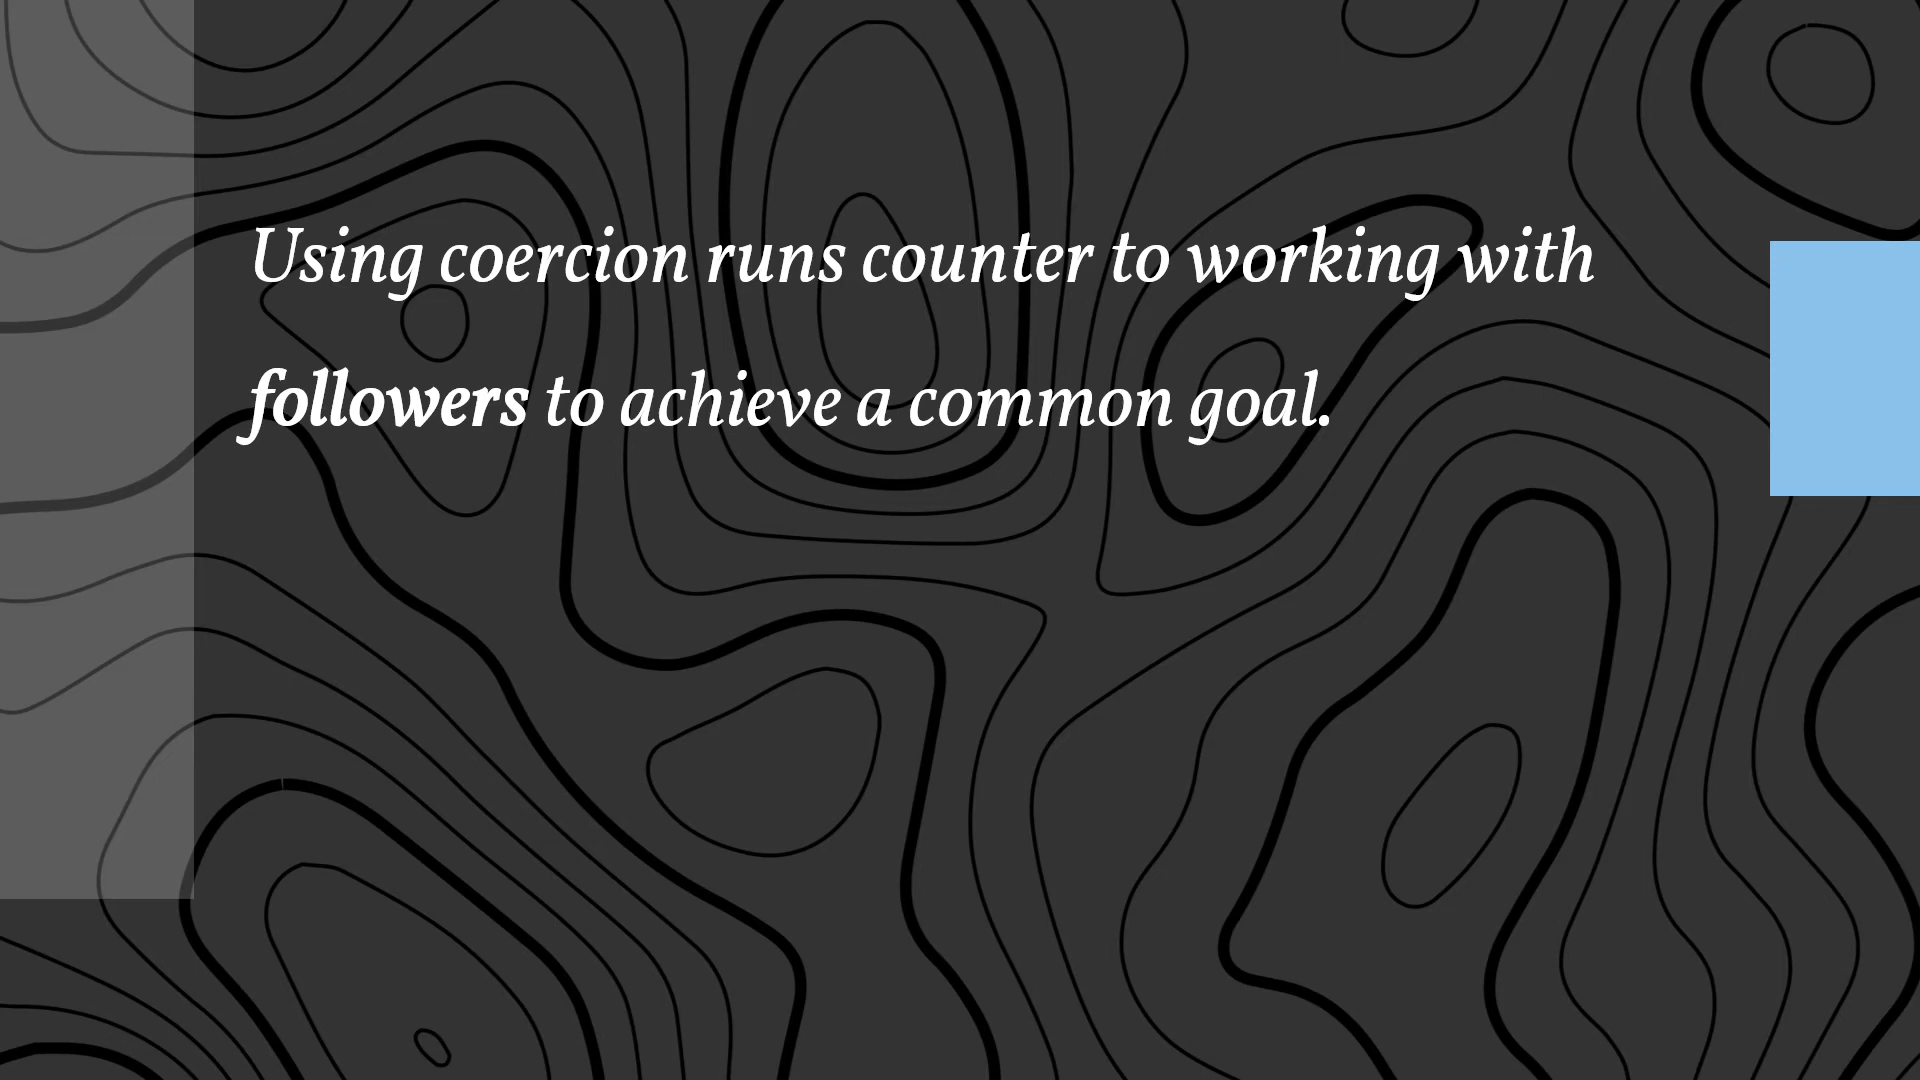 Using coercion runs counter to working with
followers to achieve a common goal.